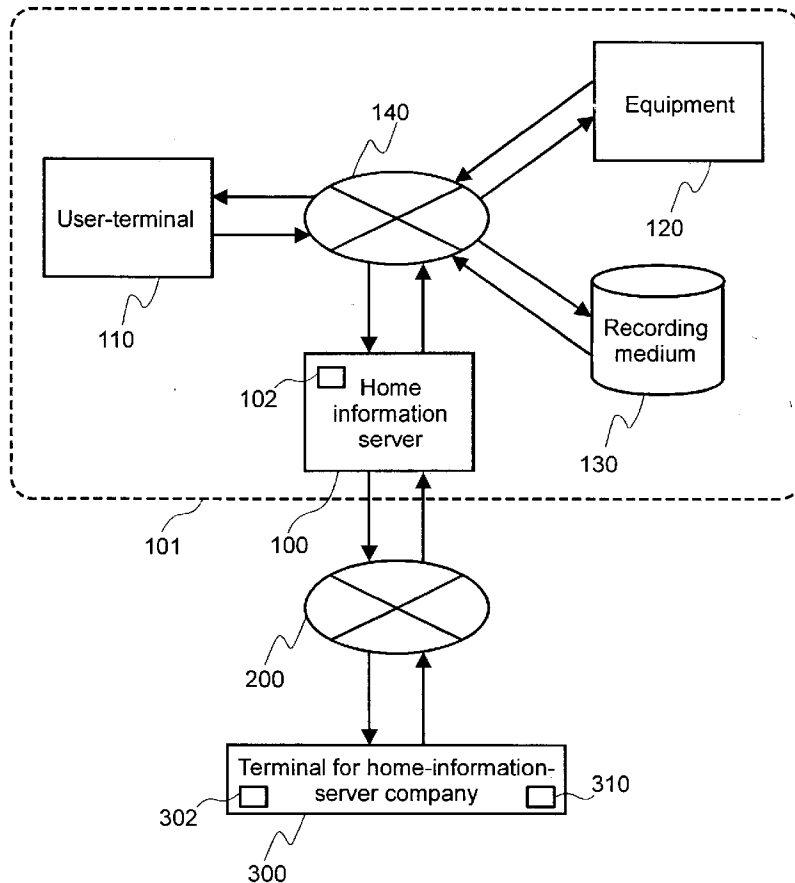 Equipment
140
User-terminal
120
110
Recording
medium
102
Home
information
server
130
101
100
200
Terminal for home-information-
server company
302
310
300